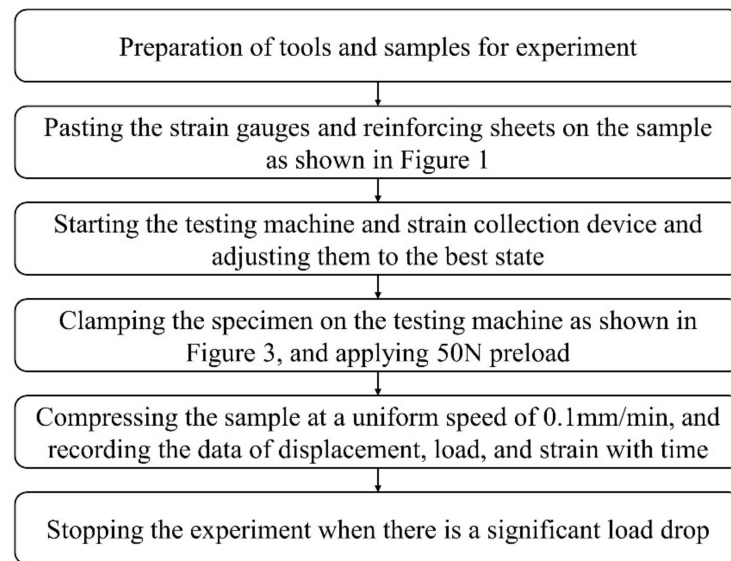 Preparation of tools and samples for experiment
Pasting the strain gauges and reinforcing sheets on the sample
as shown in Figure 1
Starting the testing machine and strain collection device and
adjusting them to the best state
Clamping the specimen on the testing machine as shown in
Figure 3, and applying 50N preload
Compressing the sample at a uniform speed of 0.1mm/min, and
recording the data of displacement, load, and strain with time
Stopping the experiment when there is a significant load drop